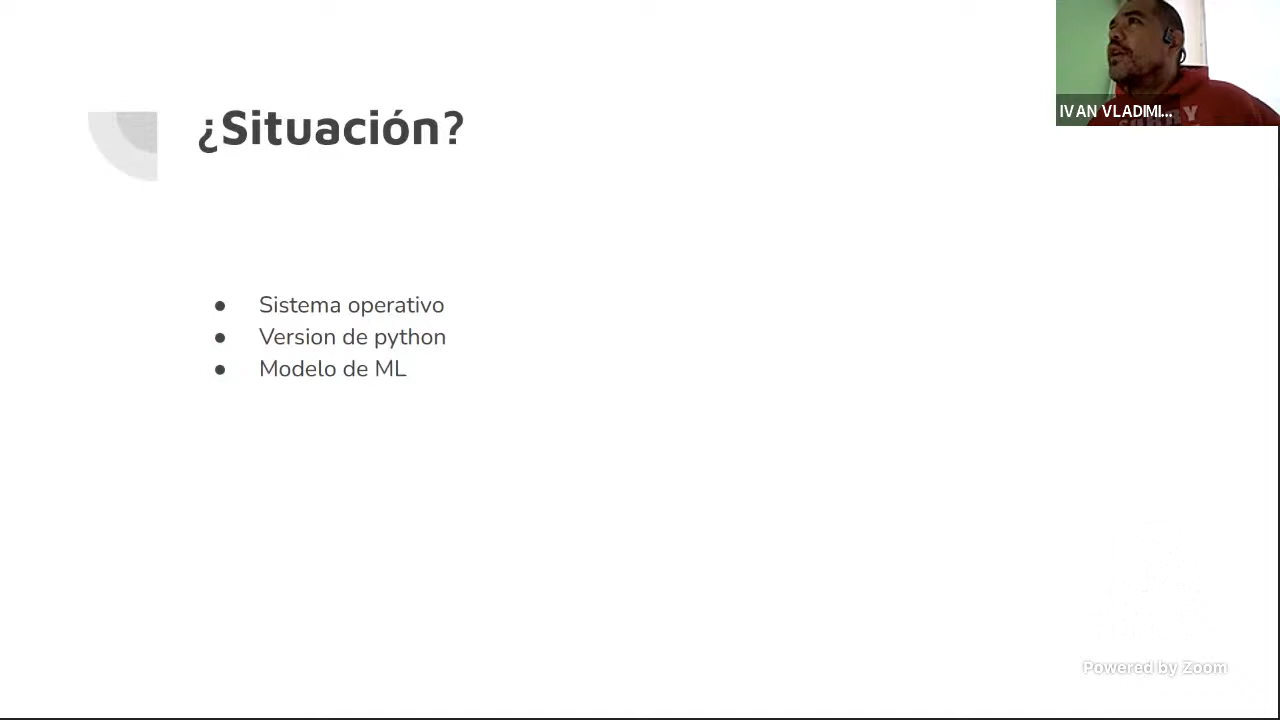 ¿Situación?
IVAN VLADIMI...
● Sistema operativo
● Version de python
● Modelo de ML
Powered by Zoom